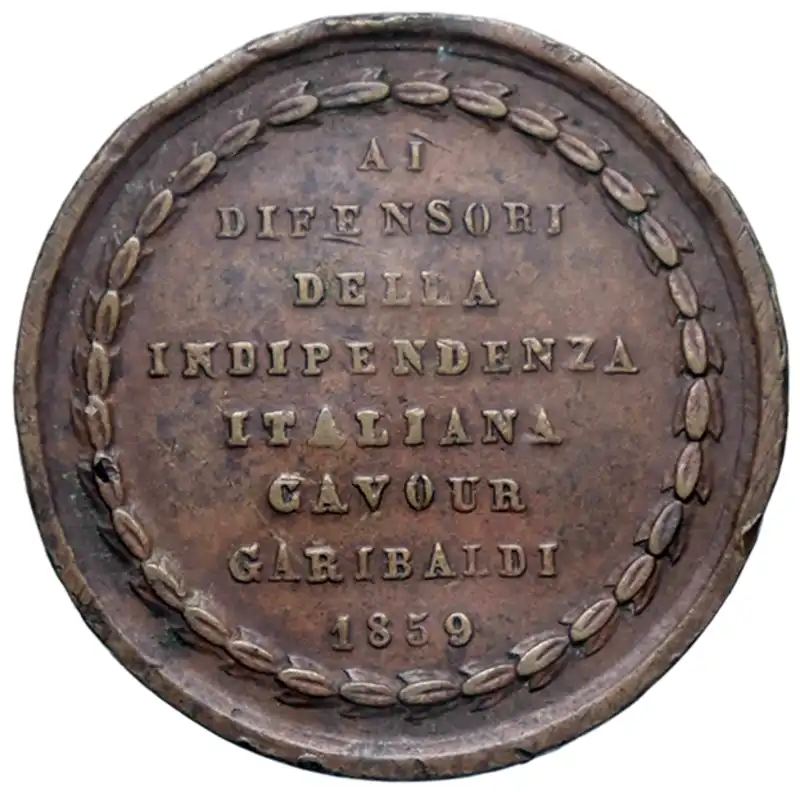 AI
DIFENSORI
DELLA
INDIPENDENZA
ITALIANA
CAVOUR
GARIBALDI
1859